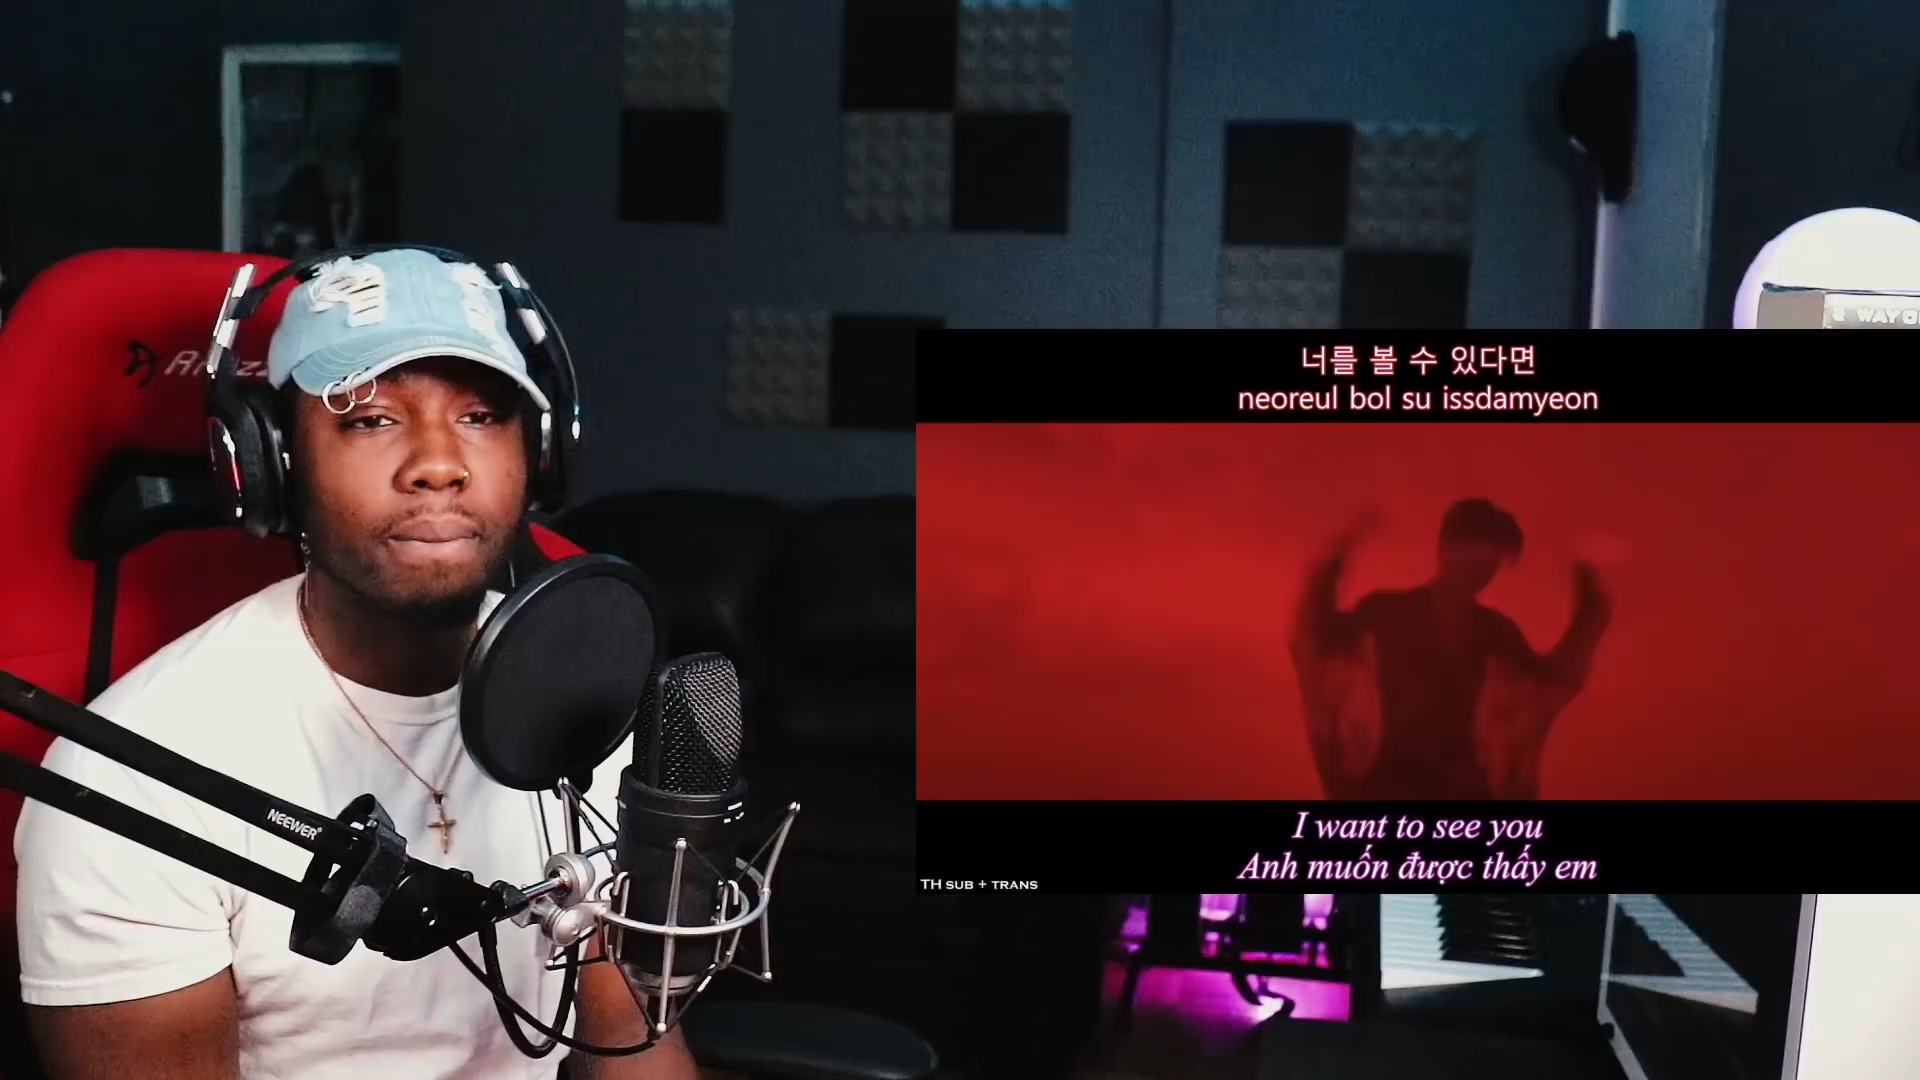 너를 볼 수 있다면
neoreul bol su issdamyeon
I want to see you
Anh muốn được thấy em
TH SUB + TRANS
NEEWER®